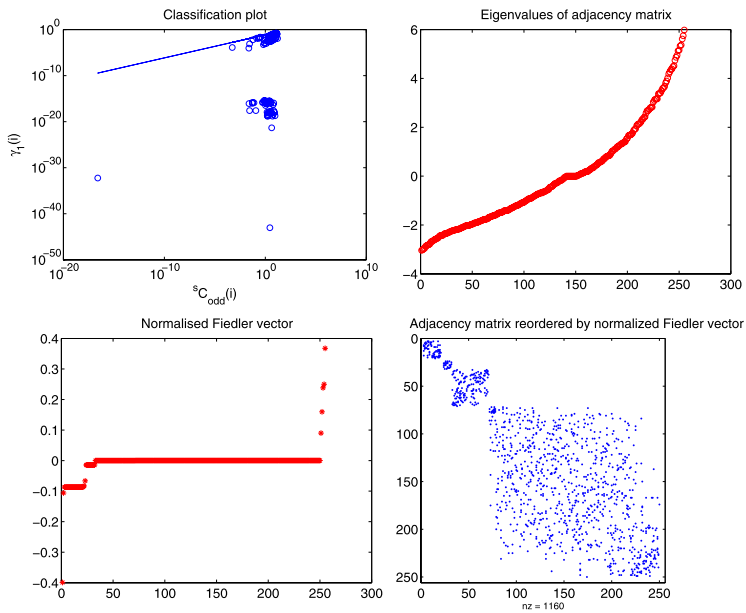 Classification plot
10^0
10^-10
10^-20
10^-30
10^-40
10^-50
γ1(i)
10^-20 10^-10 10^0 10^10
sCodd(i)
Eigenvalues of adjacency matrix
6
4
2
0
−2
−4
0 50 100 150 200 250 300
Normalised Fiedler vector
0.4
0.3
0.2
0.1
0
−0.1
−0.2
−0.3
−0.4
0 50 100 150 200 250 300
Adjacency matrix reordered by normalized Fiedler vector
0
50
100
150
200
250
0 50 100 150 200 250
nz = 1160